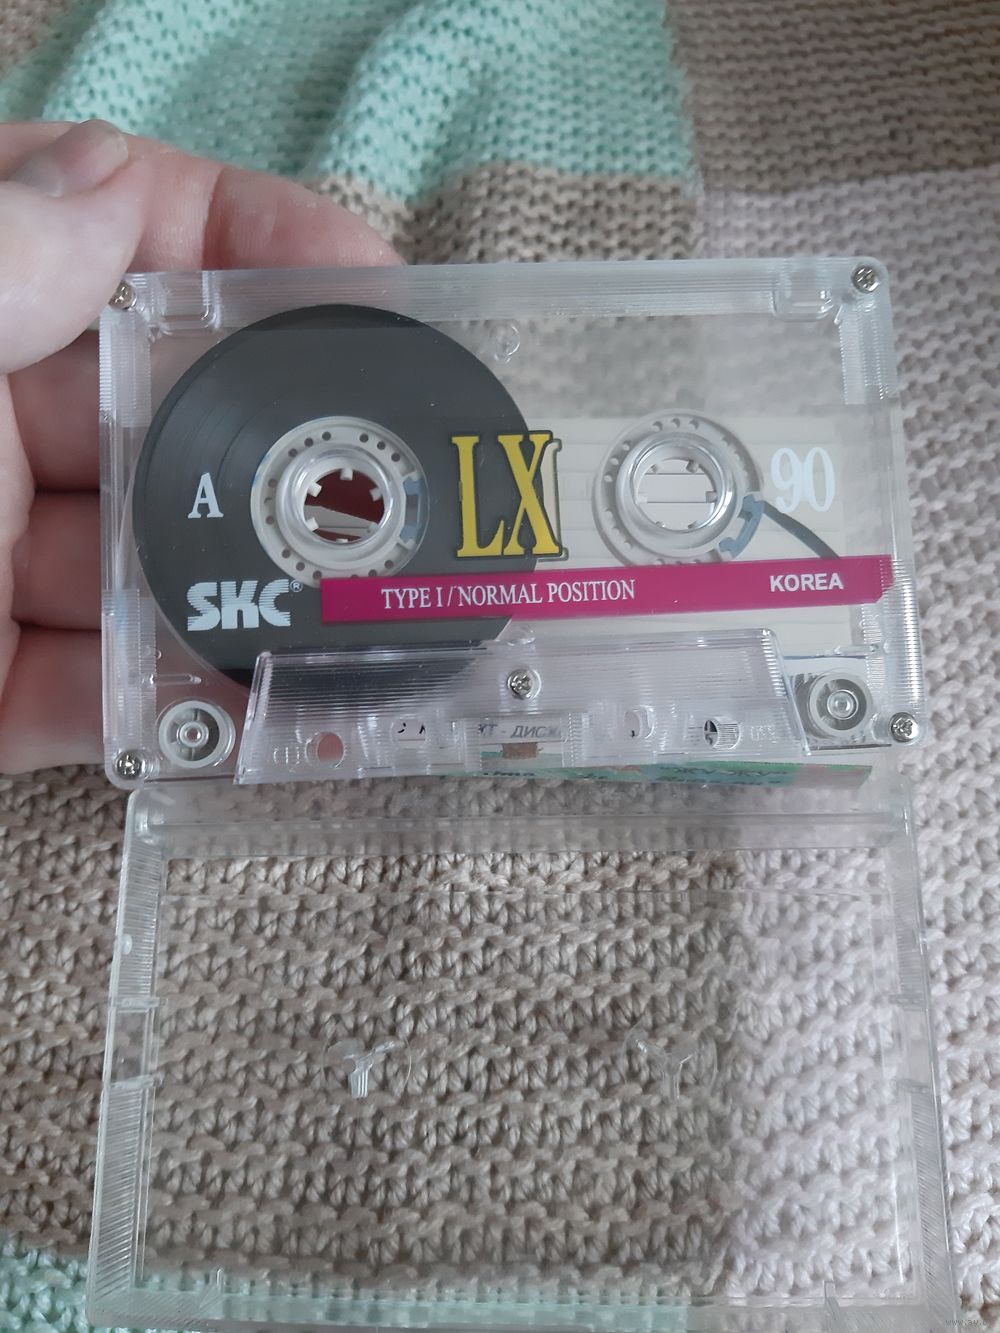 A
LX
90
SKC®
TYPE I/NORMAL POSITION
KOREA